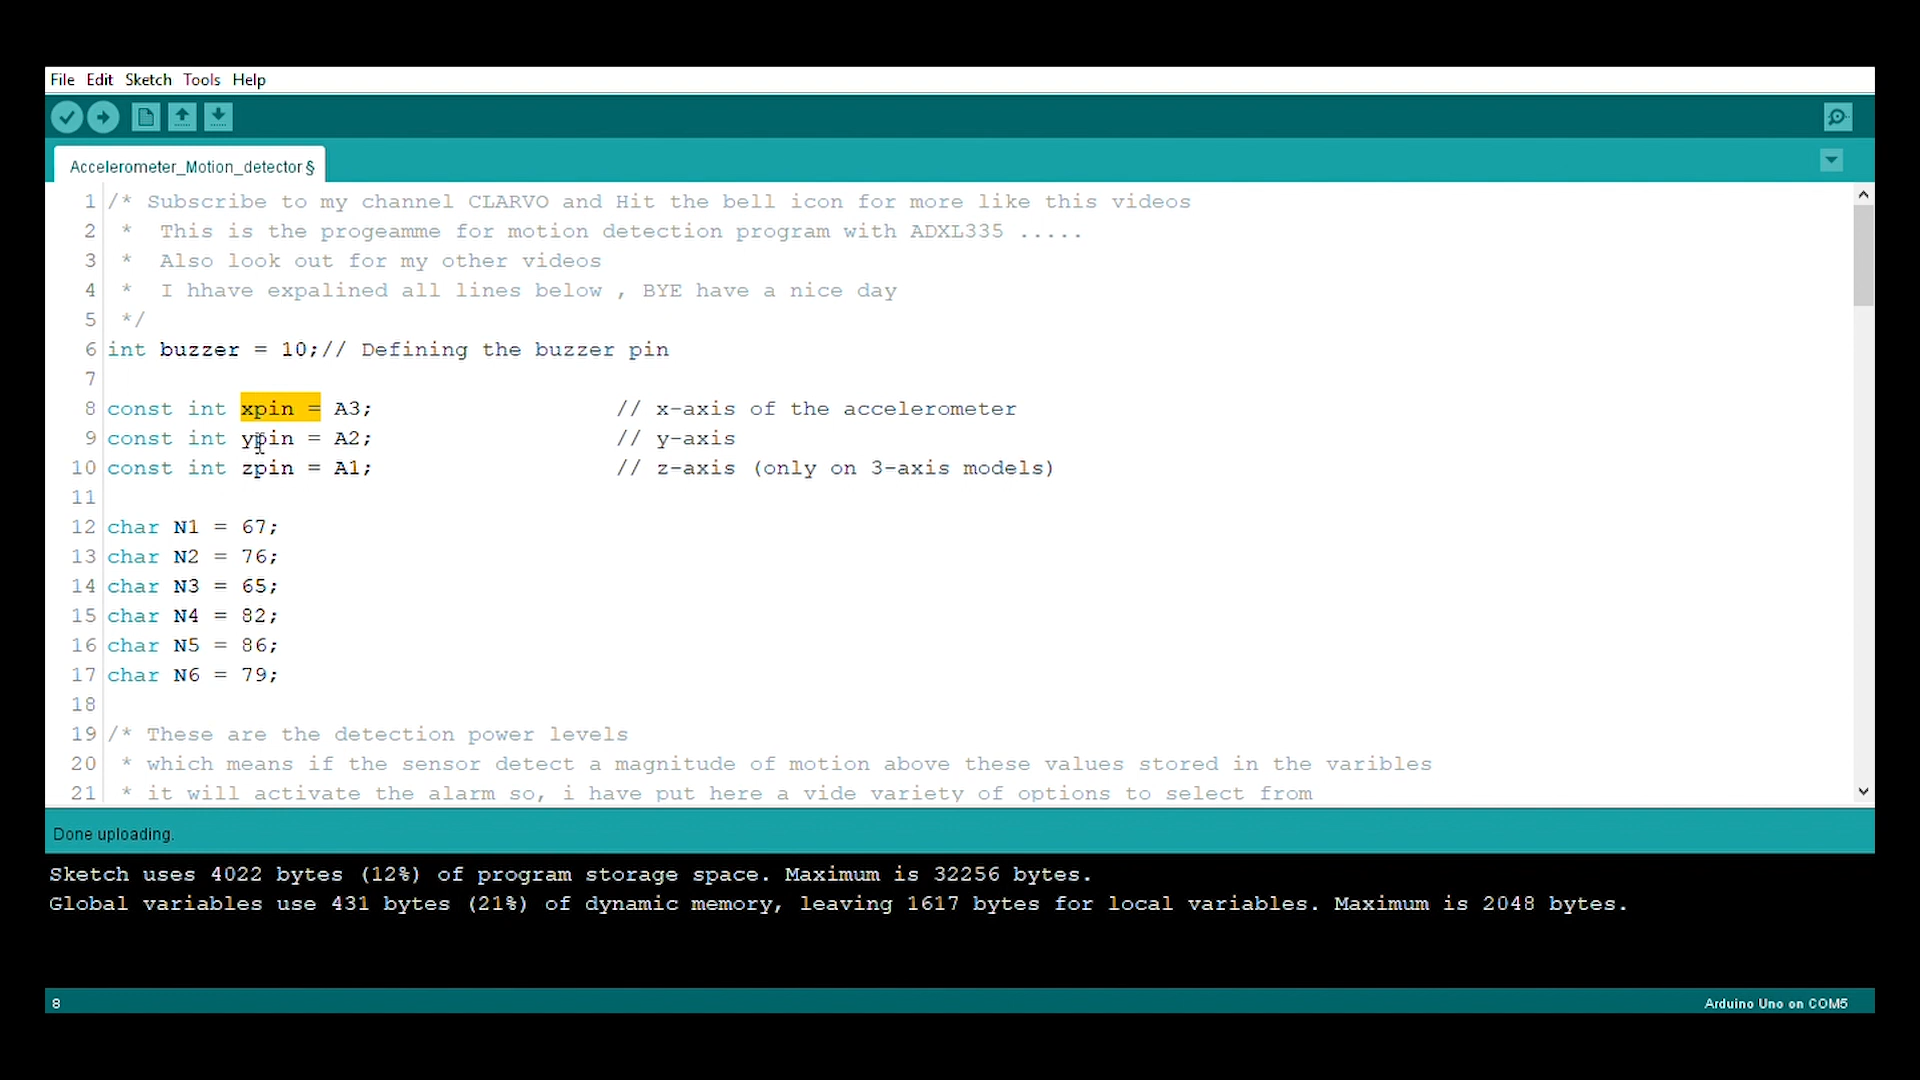 File Edit Sketch Tools Help
Accelerometer_Motion_detector §
1 /* Subscribe to my channel CLARVO and Hit the bell icon for more like this videos
2 * This is the progeamme for motion detection program with ADXL335 .....
3 * Also look out for my other videos
4 * I hhave expalined all lines below , BYE have a nice day
5 */
6 int buzzer = 10;// Defining the buzzer pin
7
8 const int xpin = A3; // x-axis of the accelerometer
9 const int ypin = A2; // y-axis
10 const int zpin = A1; // z-axis (only on 3-axis models)
11
12 char N1 = 67;
13 char N2 = 76;
14 char N3 = 65;
15 char N4 = 82;
16 char N5 = 86;
17 char N6 = 79;
18
19 /* These are the detection power levels
20 * which means if the sensor detect a magnitude of motion above these values stored in the varibles
21 * it will activate the alarm so, i have put here a vide variety of options to select from
Done uploading.
Sketch uses 4022 bytes (12%) of program storage space. Maximum is 32256 bytes.
Global variables use 431 bytes (21%) of dynamic memory, leaving 1617 bytes for local variables. Maximum is 2048 bytes.
8 Arduino Uno on COM5